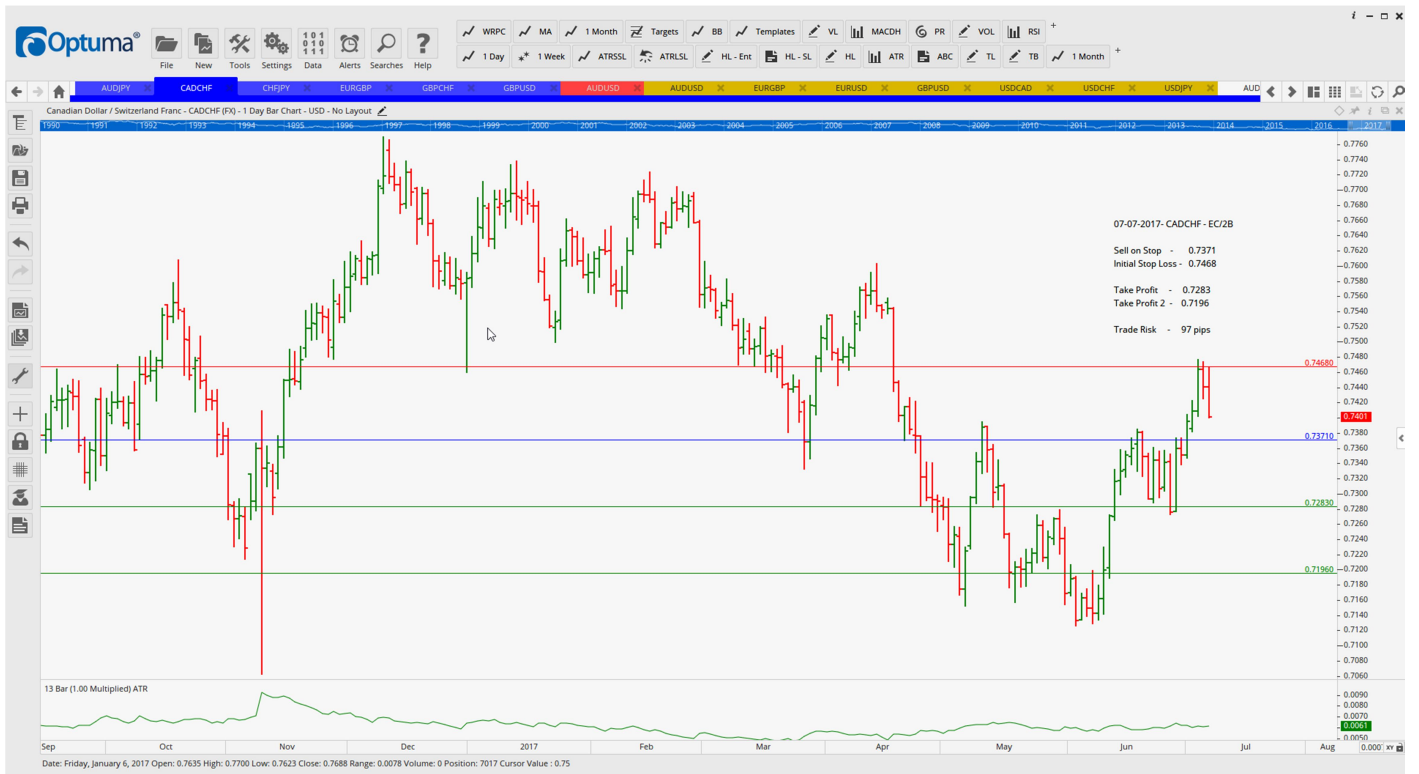 Optuma®
File
New
Tools
Settings
Data
Alerts
Searches
Help
WRPC
MA
1 Month
Targets
BB
Templates
VL
MACDH
PR
VOL
RSI
1 Day
1 Week
ATRSSL
ATRLSL
HL - Ent
HL - SL
HL
ATR
ABC
TL
TB
1 Month
AUDJPY
CADCHF
CHFJPY
EURGBP
GBPCHF
GBPUSD
AUDUSD
AUDUSD
EURGBP
EURUSD
GBPUSD
USDCAD
USDCHF
USDJPY
AUD
Canadian Dollar / Switzerland Franc - CADCHF (FX) - 1 Day Bar Chart - USD - No Layout
1990 1991 1992 1993 1994 1995 1996 1997 1998 1999 2000 2001 2002 2003 2004 2005 2006 2007 2008 2009 2010 2011 2012 2013 2014 2015 2016 2017
07-07-2017- CADCHF - EC/2B
Sell on Stop - 0.7371
Initial Stop Loss - 0.7468
Take Profit - 0.7283
Take Profit 2 - 0.7196
Trade Risk - 97 pips
0.7760
0.7740
0.7720
0.7700
0.7680
0.7660
0.7640
0.7620
0.7600
0.7580
0.7560
0.7540
0.7520
0.7500
0.7480
0.7460
0.7440
0.7420
0.7401
0.7380
0.7360
0.7340
0.7320
0.7300
0.7280
0.7260
0.7240
0.7220
0.7200
0.7180
0.7160
0.7140
0.7120
0.7100
0.7080
0.7060
0.74680
0.73710
0.72830
0.71960
13 Bar (1.00 Multiplied) ATR
0.0090
0.0080
0.0070
0.0061
0.0050
Sep Oct Nov Dec 2017 Feb Mar Apr May Jun Jul Aug
0.000' XY
Date: Friday, January 6, 2017 Open: 0.7635 High: 0.7700 Low: 0.7623 Close: 0.7688 Range: 0.0078 Volume: 0 Position: 7017 Cursor Value : 0.75